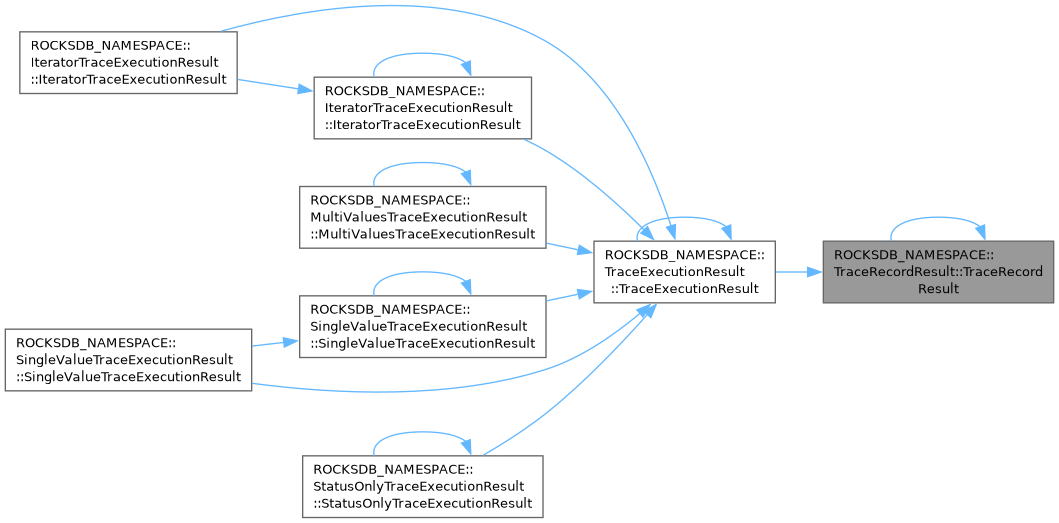 ROCKSDB_NAMESPACE::
IteratorTraceExecutionResult
::IteratorTraceExecutionResult
ROCKSDB_NAMESPACE::
IteratorTraceExecutionResult
::IteratorTraceExecutionResult
ROCKSDB_NAMESPACE::
MultiValuesTraceExecutionResult
::MultiValuesTraceExecutionResult
ROCKSDB_NAMESPACE::
TraceExecutionResult
::TraceExecutionResult
ROCKSDB_NAMESPACE::
TraceRecordResult::TraceRecord
Result
ROCKSDB_NAMESPACE::
SingleValueTraceExecutionResult
::SingleValueTraceExecutionResult
ROCKSDB_NAMESPACE::
SingleValueTraceExecutionResult
::SingleValueTraceExecutionResult
ROCKSDB_NAMESPACE::
StatusOnlyTraceExecutionResult
::StatusOnlyTraceExecutionResult